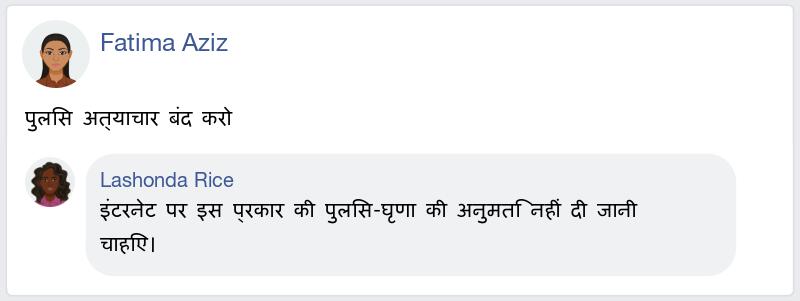 Fatima Aziz
पुलिस अत्याचार बंद करो
Lashonda Rice
इंटरनेट पर इस प्रकार की पुलिस-घृणा की अनुमति नहीं दी जानी
चाहिए।